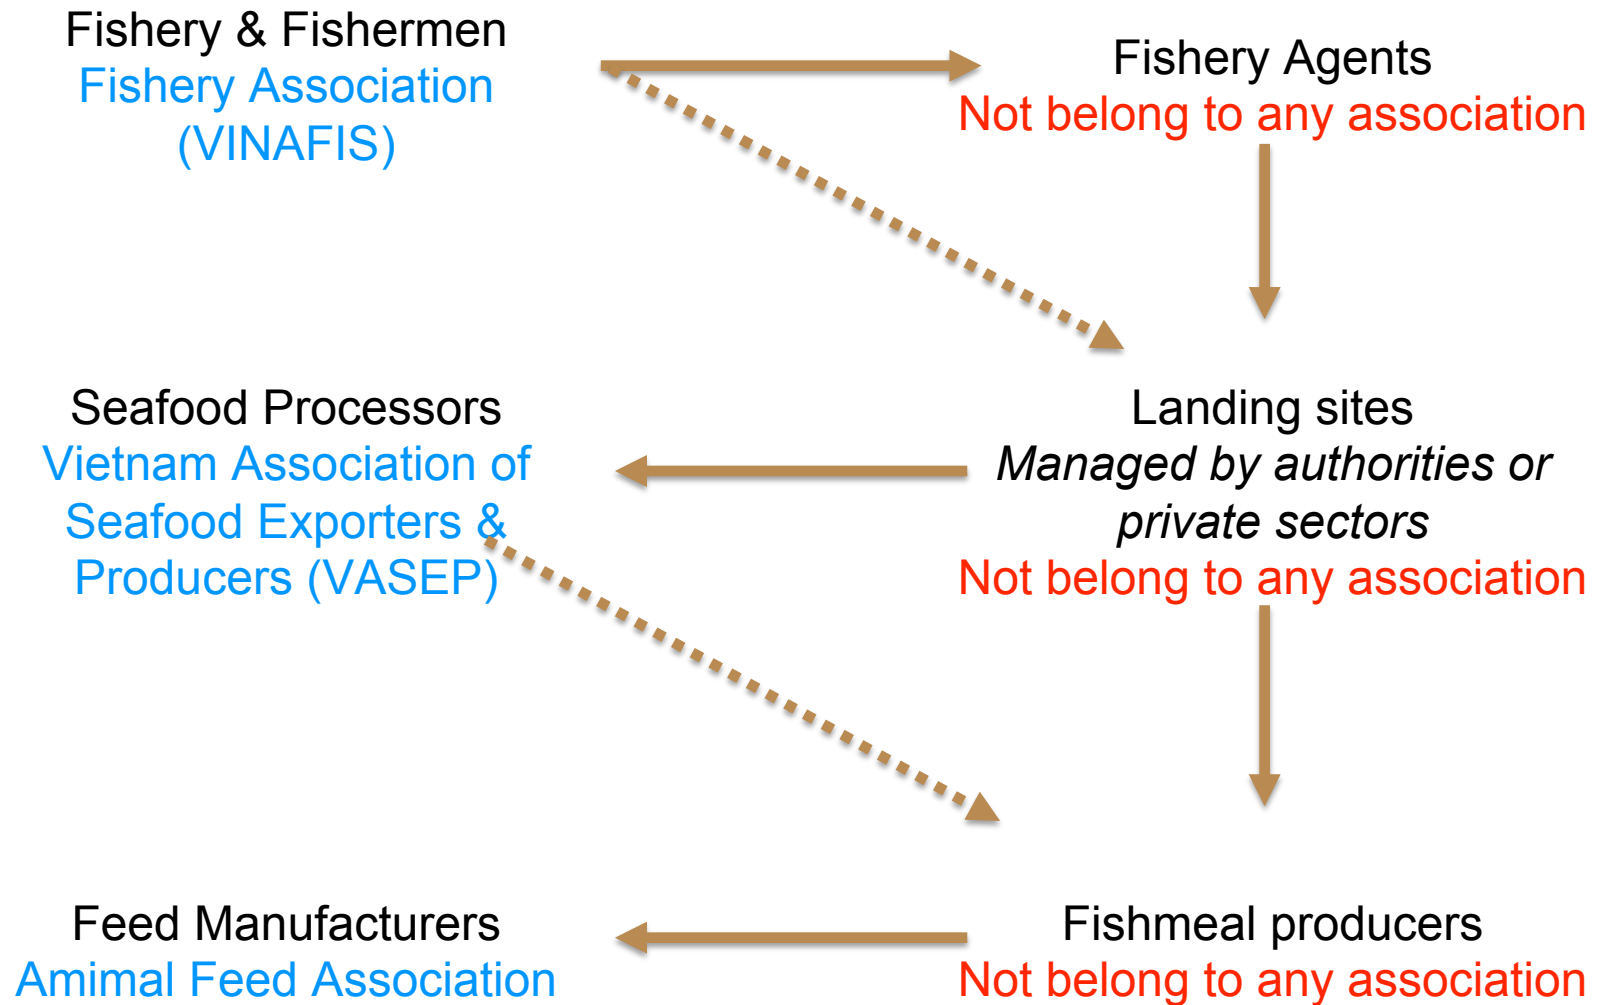 Fishery & Fishermen
Fishery Association
(VINAFIS)
Fishery Agents
Not belong to any association
Seafood Processors
Vietnam Association of
Seafood Exporters &
Producers (VASEP)
Landing sites
Managed by authorities or
private sectors
Not belong to any association
Feed Manufacturers
Amimal Feed Association
Fishmeal producers
Not belong to any association